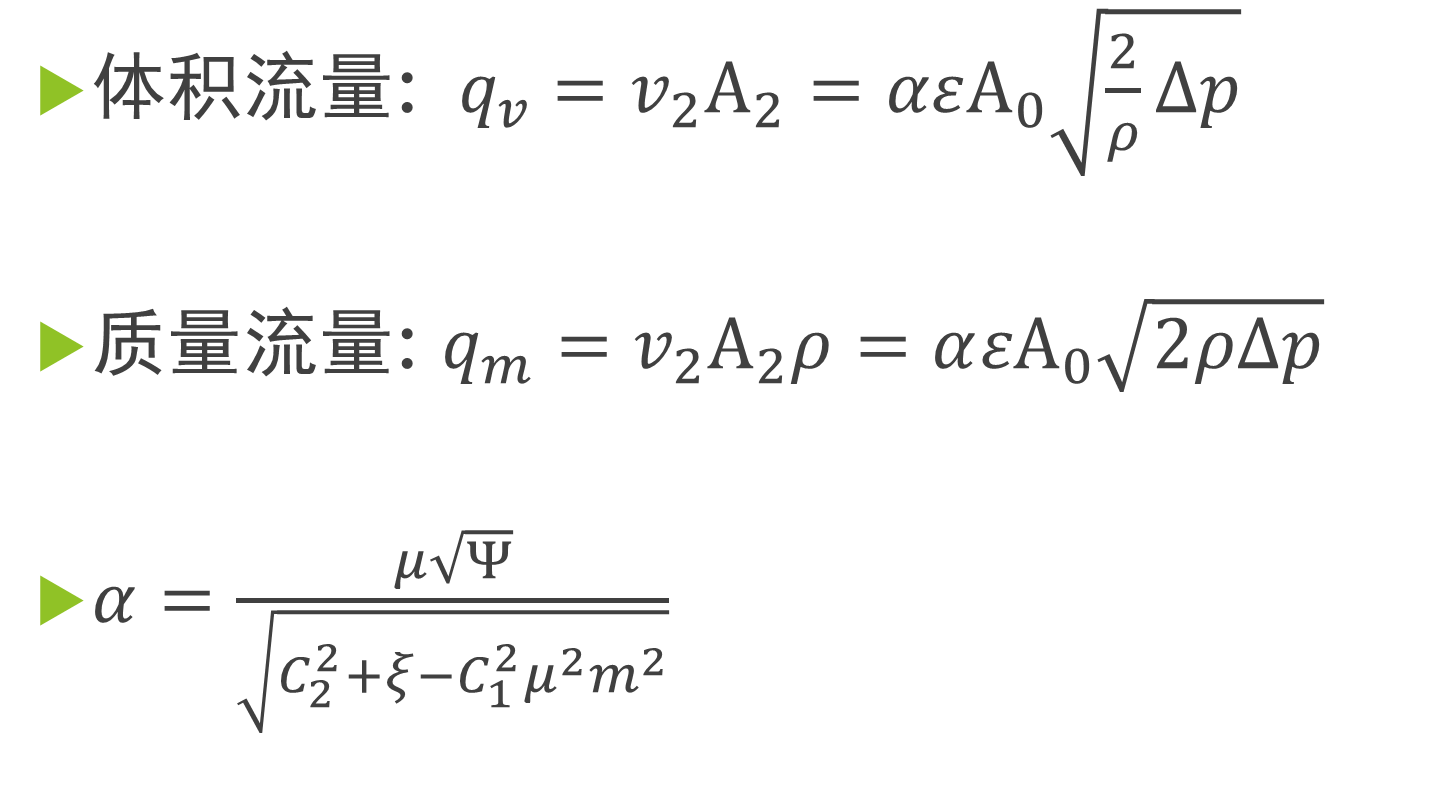 体积流量: q_v = v_2A_2 = αεA_0√(2/ρ Δp)
质量流量: q_m = v_2A_2ρ = αεA_0√(2ρΔp)
α = μ√Ψ / √(C_2^2+ξ−C_1^2μ^2m^2)